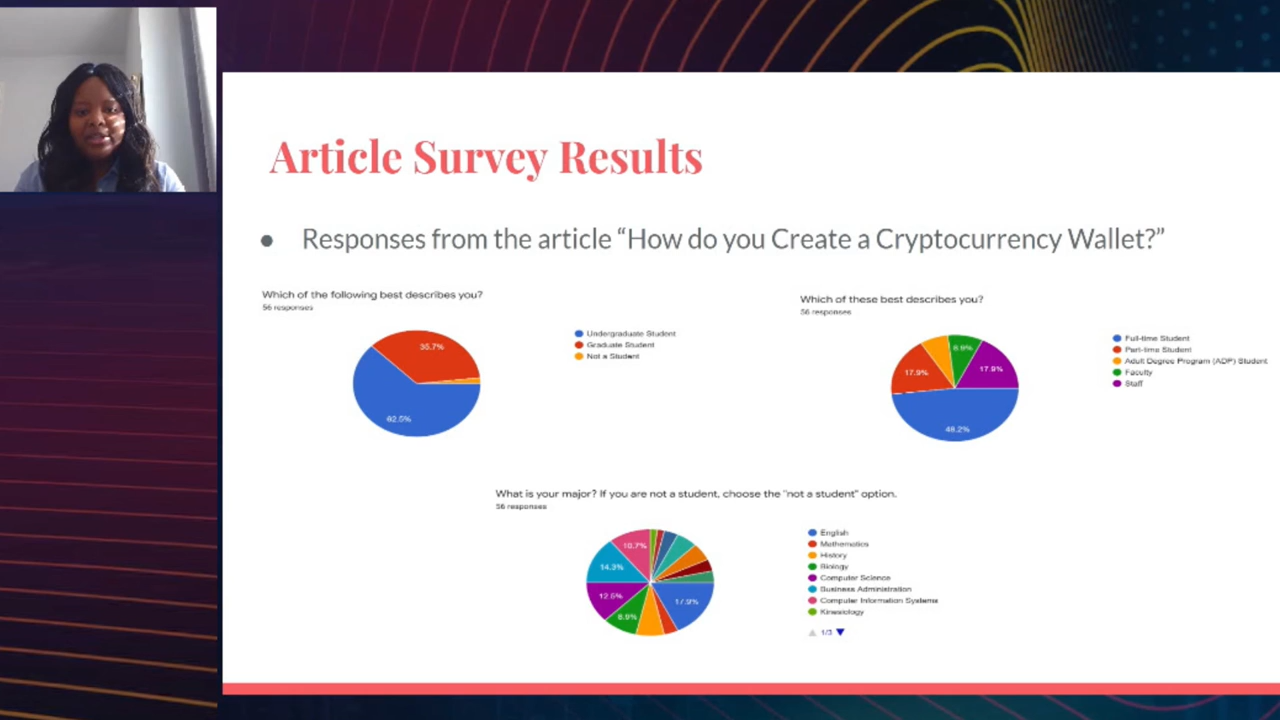 Article Survey Results
● Responses from the article “How do you Create a Cryptocurrency Wallet?”
Which of the following best describes you?
56 responses
35.7%
62.5%
Undergraduate Student
Graduate Student
Not a Student
Which of these best describes you?
56 responses
8.9%
17.9%
17.9%
48.2%
Full-time Student
Part-time Student
Adult Degree Program (ADP) Student
Faculty
Staff
What is your major? If you are not a student, choose the "not a student" option.
56 responses
10.7%
14.3%
12.5%
8.9%
17.9%
English
Mathematics
History
Biology
Computer Science
Business Administration
Computer Information Systems
Kinesiology
1/3